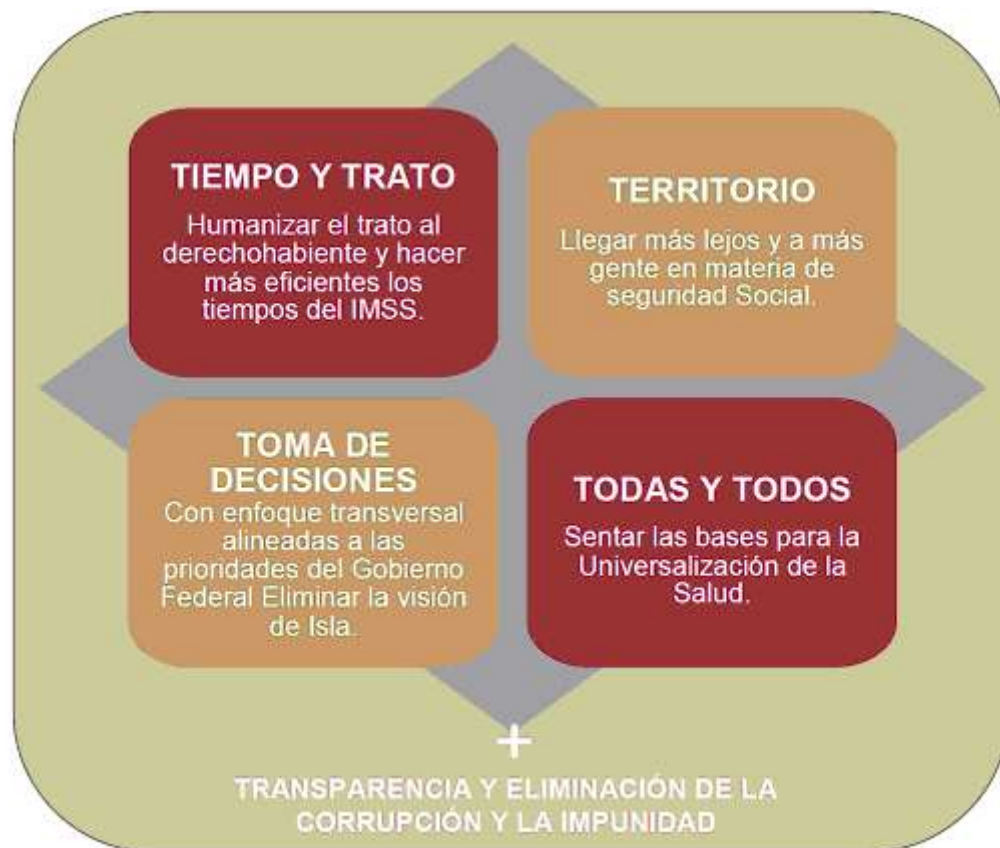 TIEMPO Y TRATO
Humanizar el trato al
derechohabiente y hacer
más eficientes los
tiempos del IMSS.
TERRITORIO
Llegar más lejos y a más
gente en materia de
seguridad Social.
TOMA DE
DECISIONES
Con enfoque transversal
alineadas a las
prioridades del Gobierno
Federal Eliminar la visión
de Isla.
TODAS Y TODOS
Sentar las bases para la
Universalización de la
Salud.
+
TRANSPARENCIA Y ELIMINACIÓN DE LA
CORRUPCIÓN Y LA IMPUNIDAD